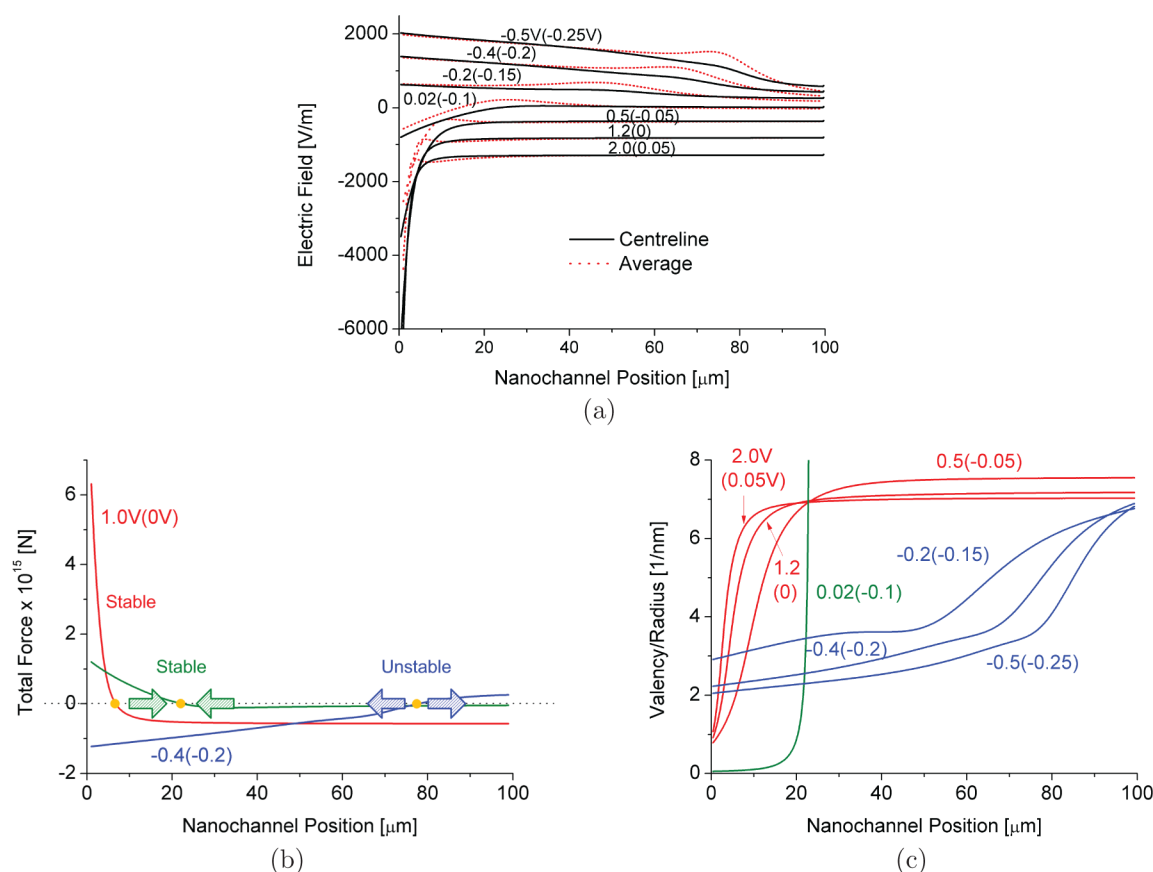 2000
0
-2000
-4000
-6000
Electric Field [V/m]
-0.5V(-0.25V)
-0.4(-0.2)
-0.2(-0.15)
0.02(-0.1)
0.5(-0.05)
1.2(0)
2.0(0.05)
Centreline
Average
0 20 40 60 80 100
Nanochannel Position [μm]
(a)
6
4
2
0
-2
Total Force x 10¹⁵ [N]
1.0V(0V)
Stable
Stable
Unstable
-0.4(-0.2)
0 20 40 60 80 100
Nanochannel Position [μm]
(b)
8
6
4
2
0
Valency/Radius [1/nm]
2.0V
(0.05V)
0.5(-0.05)
-0.2(-0.15)
1.2
(0)
0.02(-0.1)
-0.4(-0.2)
-0.5(-0.25)
0 20 40 60 80 100
Nanochannel Position [μm]
(c)